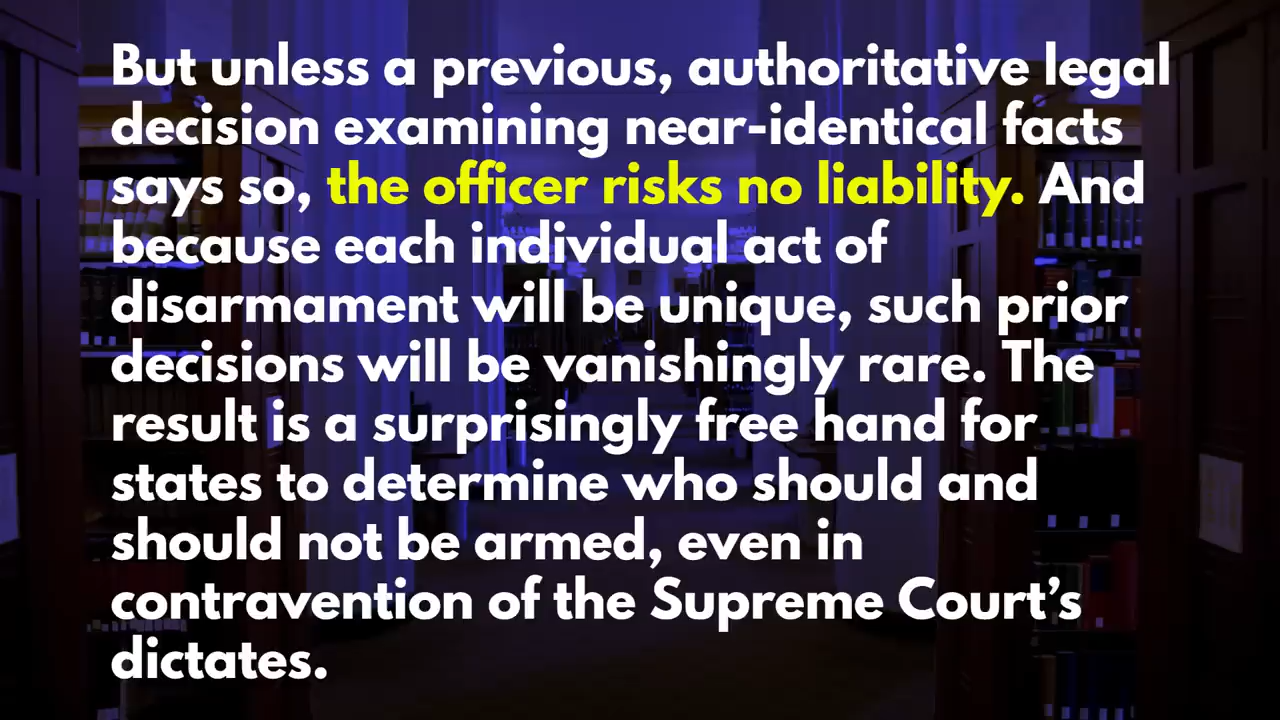 But unless a previous, authoritative legal
decision examining near-identical facts
says so, the officer risks no liability. And
because each individual act of
disarmament will be unique, such prior
decisions will be vanishingly rare. The
result is a surprisingly free hand for
states to determine who should and
should not be armed, even in
contravention of the Supreme Court’s
dictates.